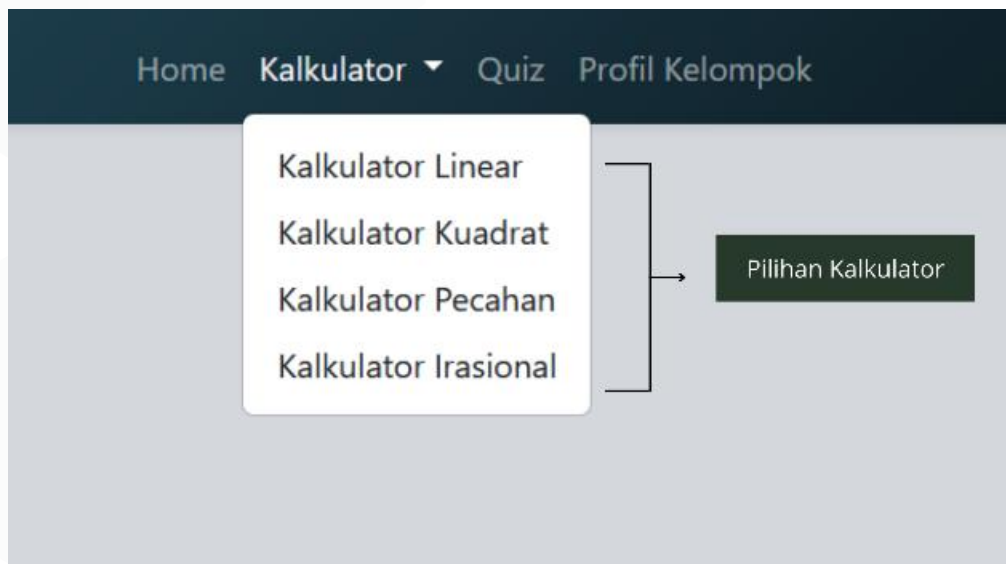 Home Kalkulator Quiz Profil Kelompok
Kalkulator Linear
Kalkulator Kuadrat
Kalkulator Pecahan
Kalkulator Irasional
Pilihan Kalkulator